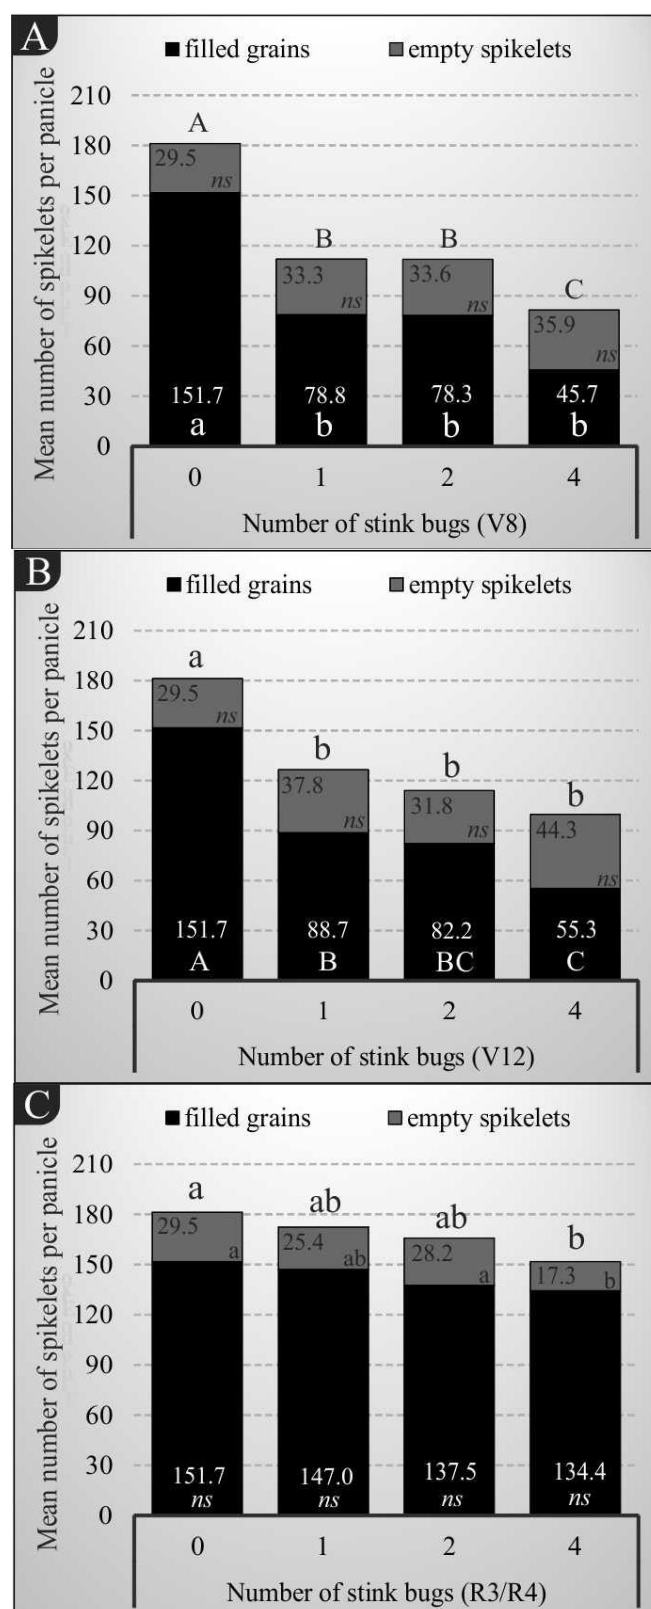 A
filled grains empty spikelets
Mean number of spikelets per panicle
210
180
150
120
90
60
30
0
A
B
B
C
29.5
ns
33.3
ns
33.6
ns
35.9
ns
151.7
78.8
78.3
45.7
a
b
b
b
0 1 2 4
Number of stink bugs (V8)
B
filled grains empty spikelets
Mean number of spikelets per panicle
210
180
150
120
90
60
30
0
a
b
b
b
29.5
ns
37.8
ns
31.8
ns
44.3
ns
151.7
88.7
82.2
55.3
A
B
BC
C
0 1 2 4
Number of stink bugs (V12)
C
filled grains empty spikelets
Mean number of spikelets per panicle
210
180
150
120
90
60
30
0
a
ab
ab
b
29.5
a
25.4
ab
28.2
a
17.3
b
151.7
147.0
137.5
134.4
ns
ns
ns
ns
0 1 2 4
Number of stink bugs (R3/R4)